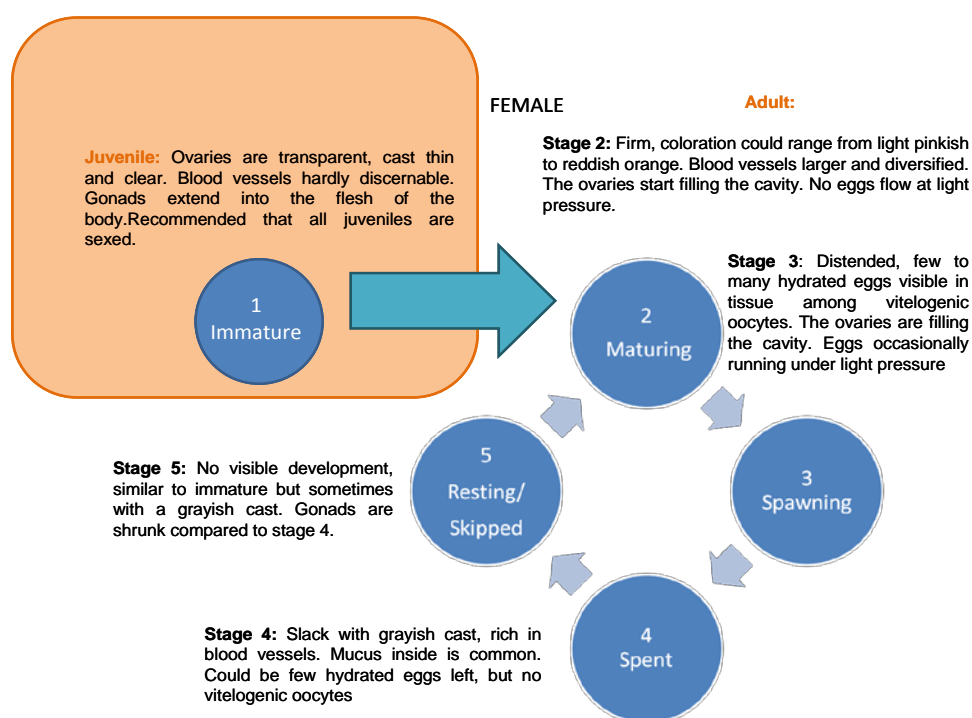 FEMALE
Adult:
Juvenile: Ovaries are transparent, cast thin
and clear. Blood vessels hardly discernable.
Gonads extend into the flesh of the
body.Recommended that all juveniles are
sexed.
Stage 2: Firm, coloration could range from light pinkish
to reddish orange. Blood vessels larger and diversified.
The ovaries start filling the cavity. No eggs flow at light
pressure.
1
Immature
2
Maturing
Stage 3: Distended, few to
many hydrated eggs visible in
tissue among vitelogenic
oocytes. The ovaries are filling
the cavity. Eggs occasionally
running under light pressure
Stage 5: No visible development,
similar to immature but sometimes
with a grayish cast. Gonads are
shrunk compared to stage 4.
5
Resting/
Skipped
3
Spawning
Stage 4: Slack with grayish cast, rich in
blood vessels. Mucus inside is common.
Could be few hydrated eggs left, but no
vitelogenic oocytes
4
Spent